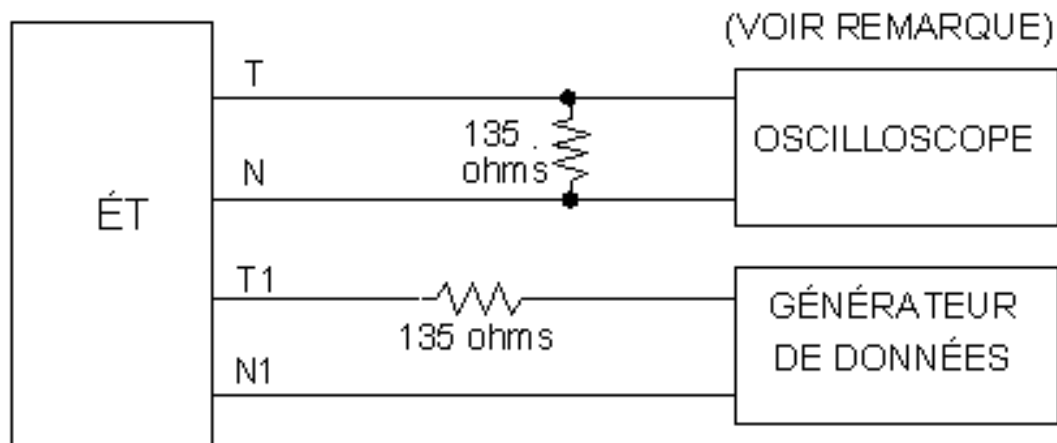 (VOIR REMARQUE)
T
135 .
ohms
OSCILLOSCOPE
N
ÉT
T1
135 ohms
GÉNÉRATEUR
DE DONNÉES
N1